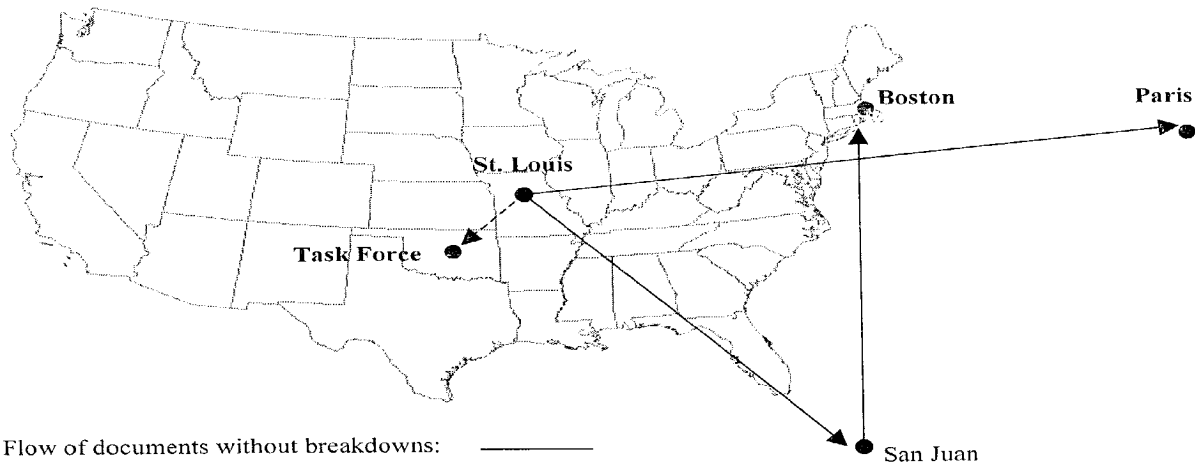 Boston
Paris
St. Louis
Task Force
Flow of documents without breakdowns:
San Juan